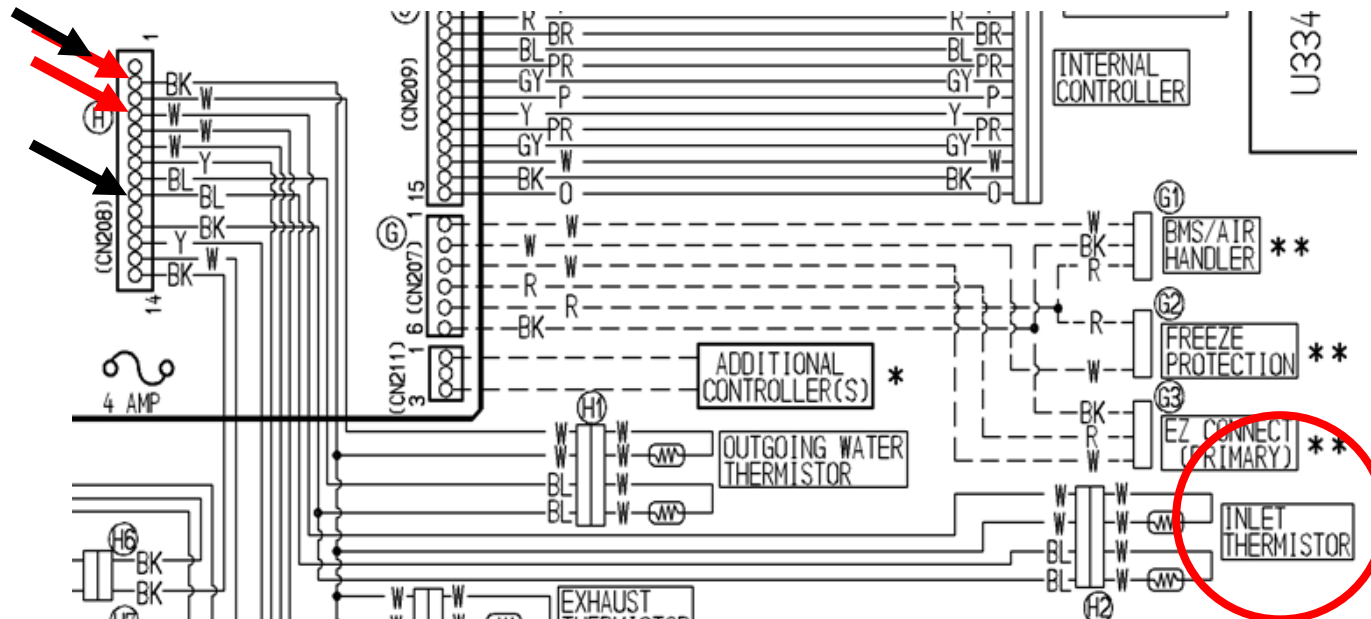 1
H
BK
W
W
W
W
Y
BL
BL
BK
Y
W
BK
(CN208)
14
4 AMP
(CN209)
15
R
BR
BL
PR
GY
P
Y
PR
GY
W
BK
O
R
BR
BL
PR
GY
P
Y
PR
GY
W
BK
O
INTERNAL
CONTROLLER
U334
G
1
(CN207)
6
W
W
W
R
R
BK
W
BK
R
G1
BMS/AIR
HANDLER
**
R
W
G2
FREEZE
PROTECTION
**
BK
R
W
G3
EZ CONNECT
(PRIMARY)
**
1
(CN211)
3
ADDITIONAL
CONTROLLER(S)
*
H1
W W
W W
BL W
BL W
OUTGOING WATER
THERMISTOR
W W
W W
BL W
BL W
H2
INLET
THERMISTOR
H6
BK
BK
H7
W W
W W
EXHAUST
THERMISTOR